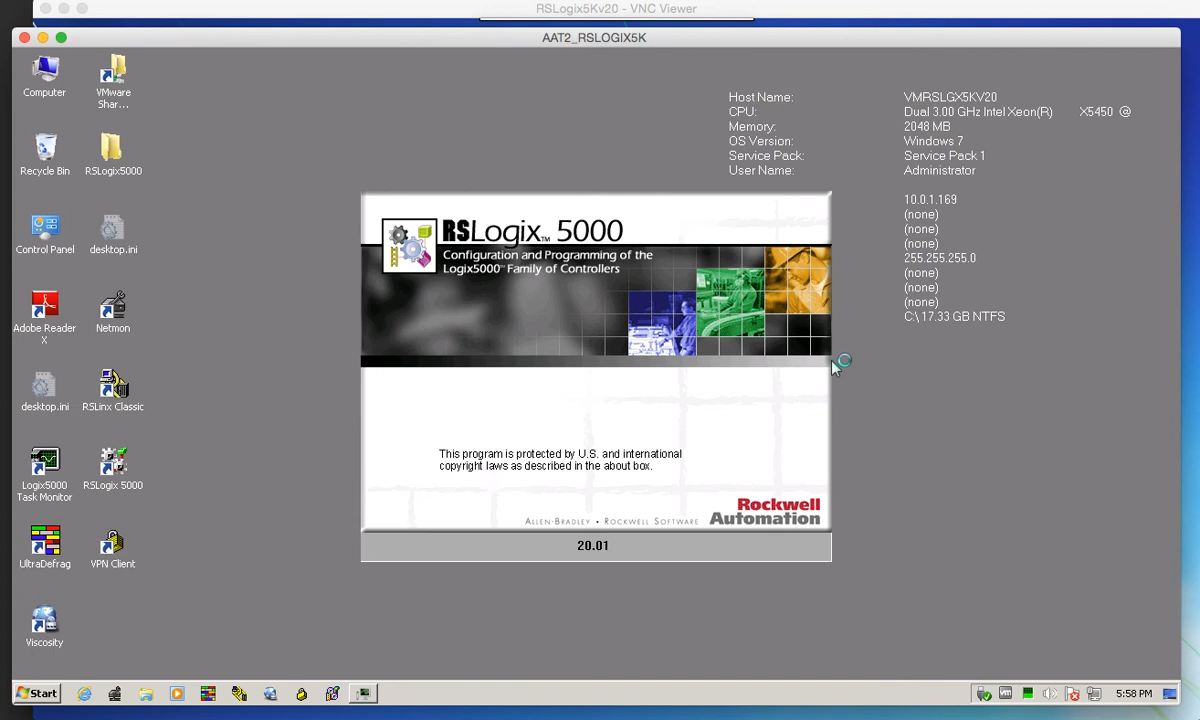 RSLogix5Kv20 - VNC Viewer
AAT2_RSLOGIX5K
Computer
VMware
Shar...
Recycle Bin
RSLogix5000
Control Panel
desktop.ini
Adobe Reader
X
Netmon
desktop.ini
RSLinx Classic
Logix5000
Task Monitor
RSLogix 5000
UltraDefrag
VPN Client
Viscosity
Host Name: VMRSLGX5KV20
CPU: Dual 3.00 GHz Intel Xeon(R) X5450 @
Memory: 2048 MB
OS Version: Windows 7
Service Pack: Service Pack 1
User Name: Administrator
10.0.1.169
(none)
(none)
(none)
255.255.255.0
(none)
(none)
(none)
C:\ 17.33 GB NTFS
RSLogix™ 5000
Configuration and Programming of the
Logix5000™ Family of Controllers
This program is protected by U.S. and international
copyright laws as described in the about box.
Rockwell
Automation
ALLEN-BRADLEY • ROCKWELL SOFTWARE
20.01
Start
vm
5:58 PM